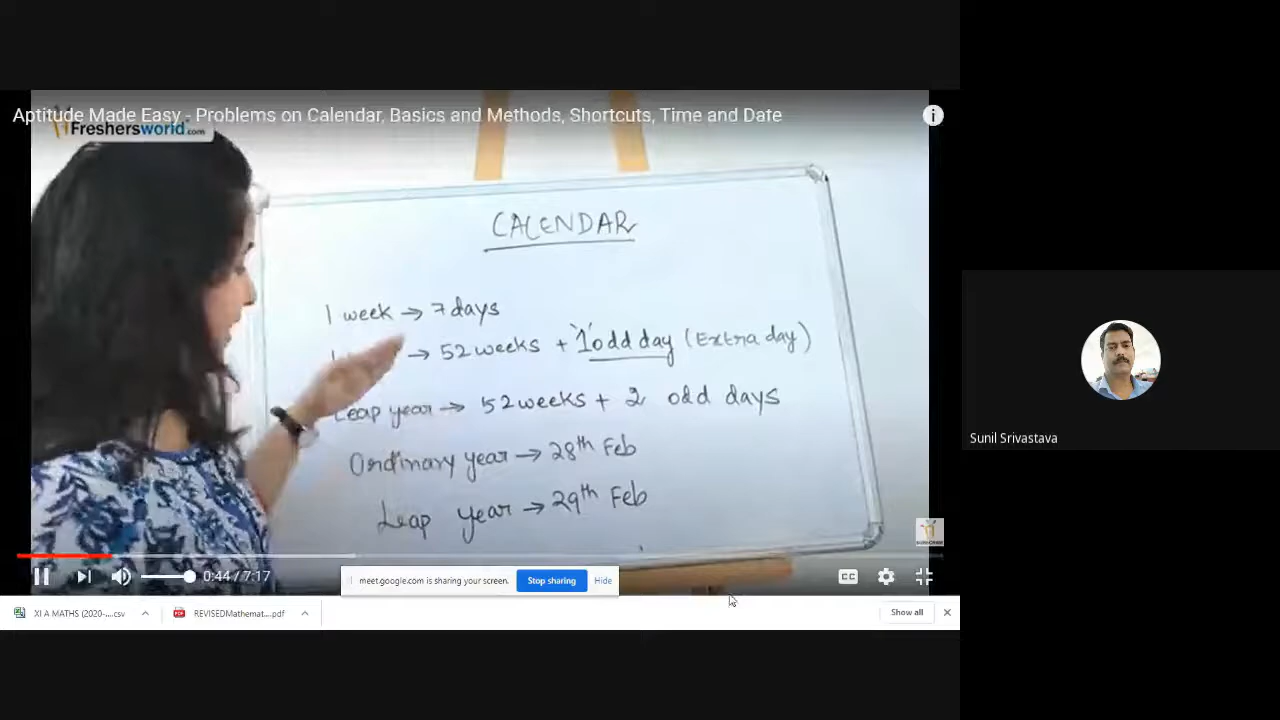 Aptitude Made Easy - Problems on Calendar, Basics and Methods, Shortcuts, Time and Date
Freshersworld.com
CALENDAR
1 week → 7 days
→ 52 weeks + "1" odd day (Extra day)
Leap year → 52 weeks + 2 odd days
Ordinary year → 28th Feb
Leap year → 29th Feb
0:44 / 7:17
CC
meet.google.com is sharing your screen. Stop sharing Hide
XI A MATHS (2020-....csv
REVISEDMathemat....pdf
Show all
Sunil Srivastava